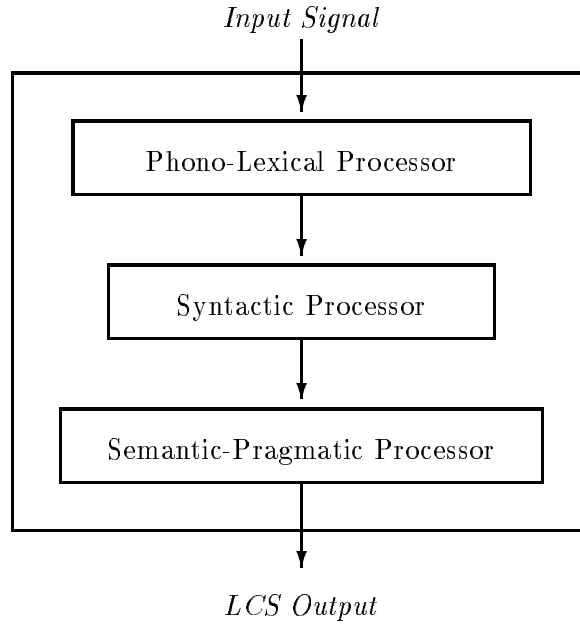 Input Signal
Phono-Lexical Processor
Syntactic Processor
Semantic-Pragmatic Processor
LCS Output